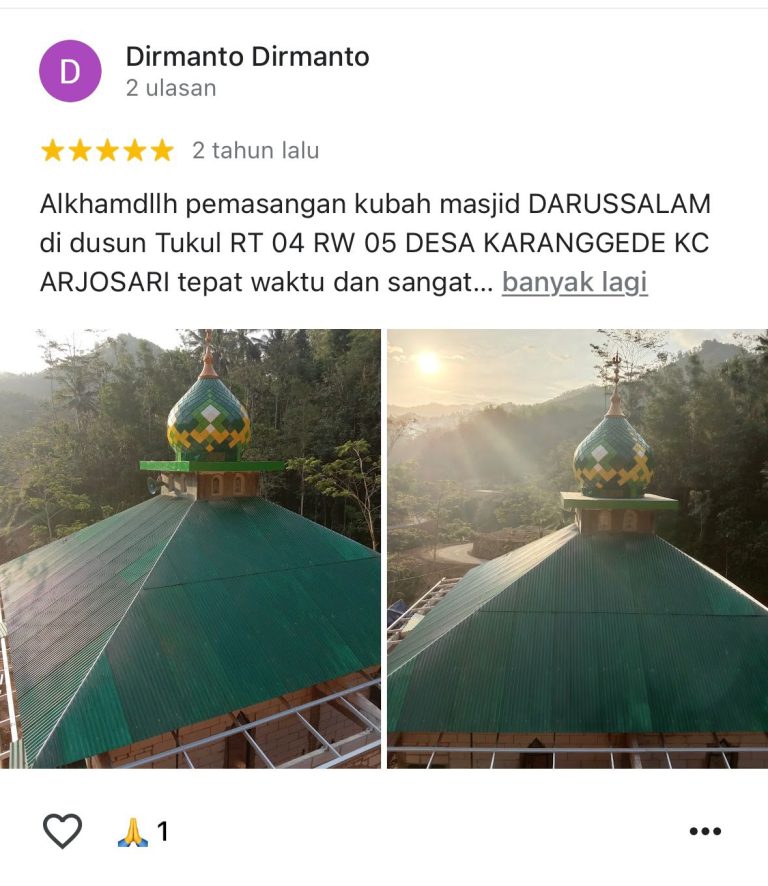 D
Dirmanto Dirmanto
2 ulasan
2 tahun lalu
Alkhamdllh pemasangan kubah masjid DARUSSALAM
di dusun Tukul RT 04 RW 05 DESA KARANGGEDE KC
ARJOSARI tepat waktu dan sangat... banyak lagi
🙏 1